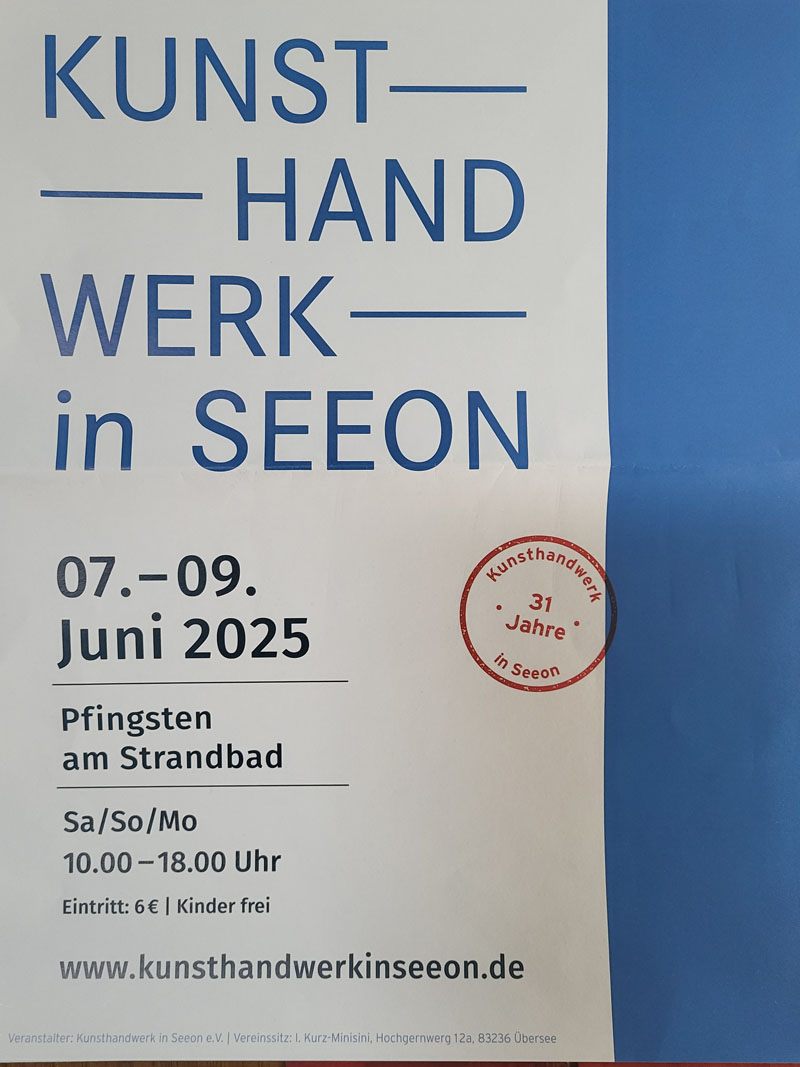 KUNST—
— HAND
WERK —
in SEEON
07.–09.
Juni 2025
Kunsthandwerk
31
• Jahre •
in Seeon
Pfingsten
am Strandbad
Sa/So/Mo
10.00–18.00 Uhr
Eintritt: 6 € | Kinder frei
www.kunsthandwerkinseeon.de
Veranstalter: Kunsthandwerk in Seeon e.V. | Vereinssitz: I. Kurz-Minisini, Hochgernwerg 12a, 83236 Übersee